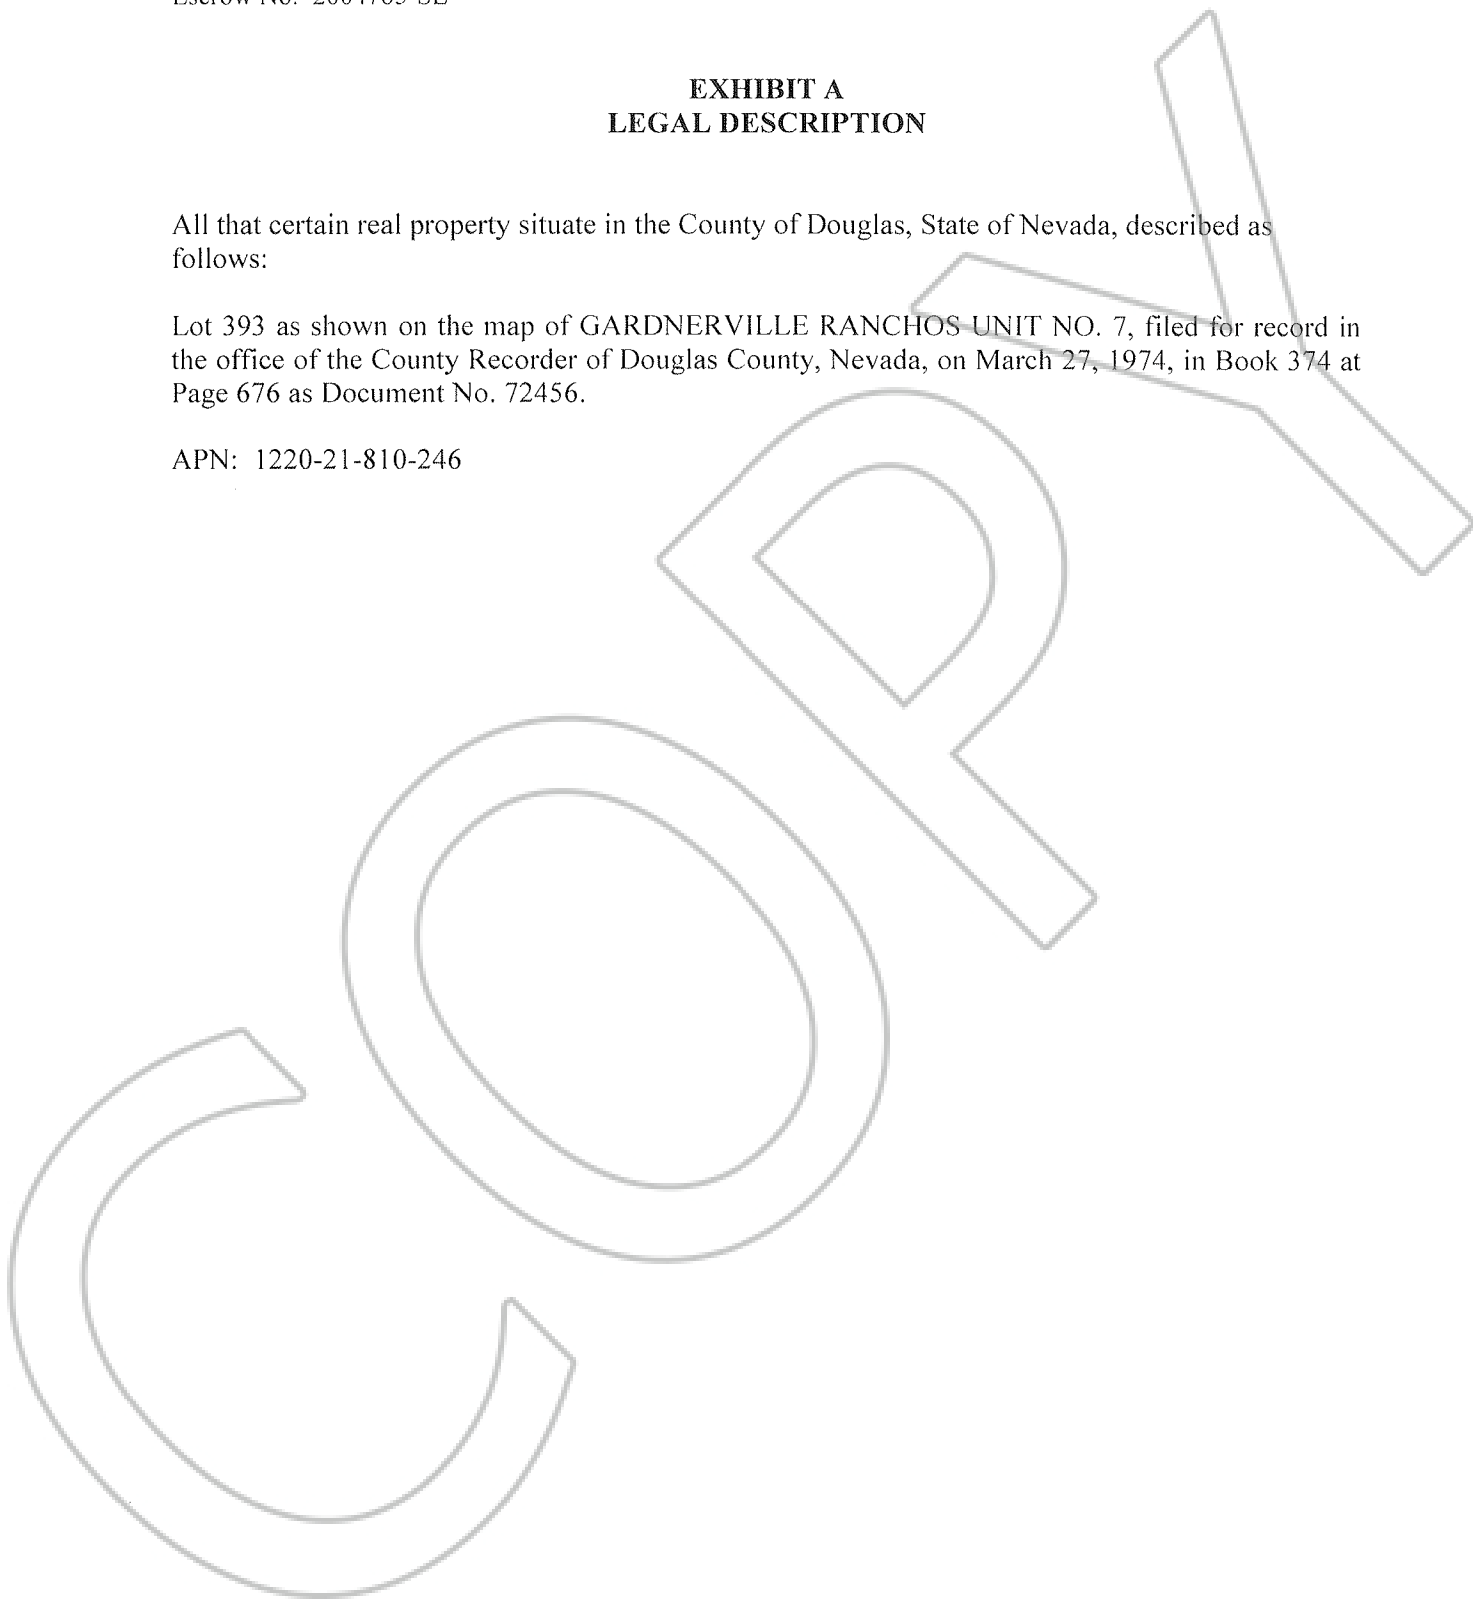 Escrow No.
EXHIBIT A
LEGAL DESCRIPTION
All that certain real property situate in the County of Douglas, State of Nevada, described as
follows:
Lot 393 as shown on the map of GARDNERVILLE RANCHOS UNIT NO. 7, filed for record in
the office of the County Recorder of Douglas County, Nevada, on March 27, 1974, in Book 374 at
Page 676 as Document No. 72456.
APN: 1220-21-810-246
COPY